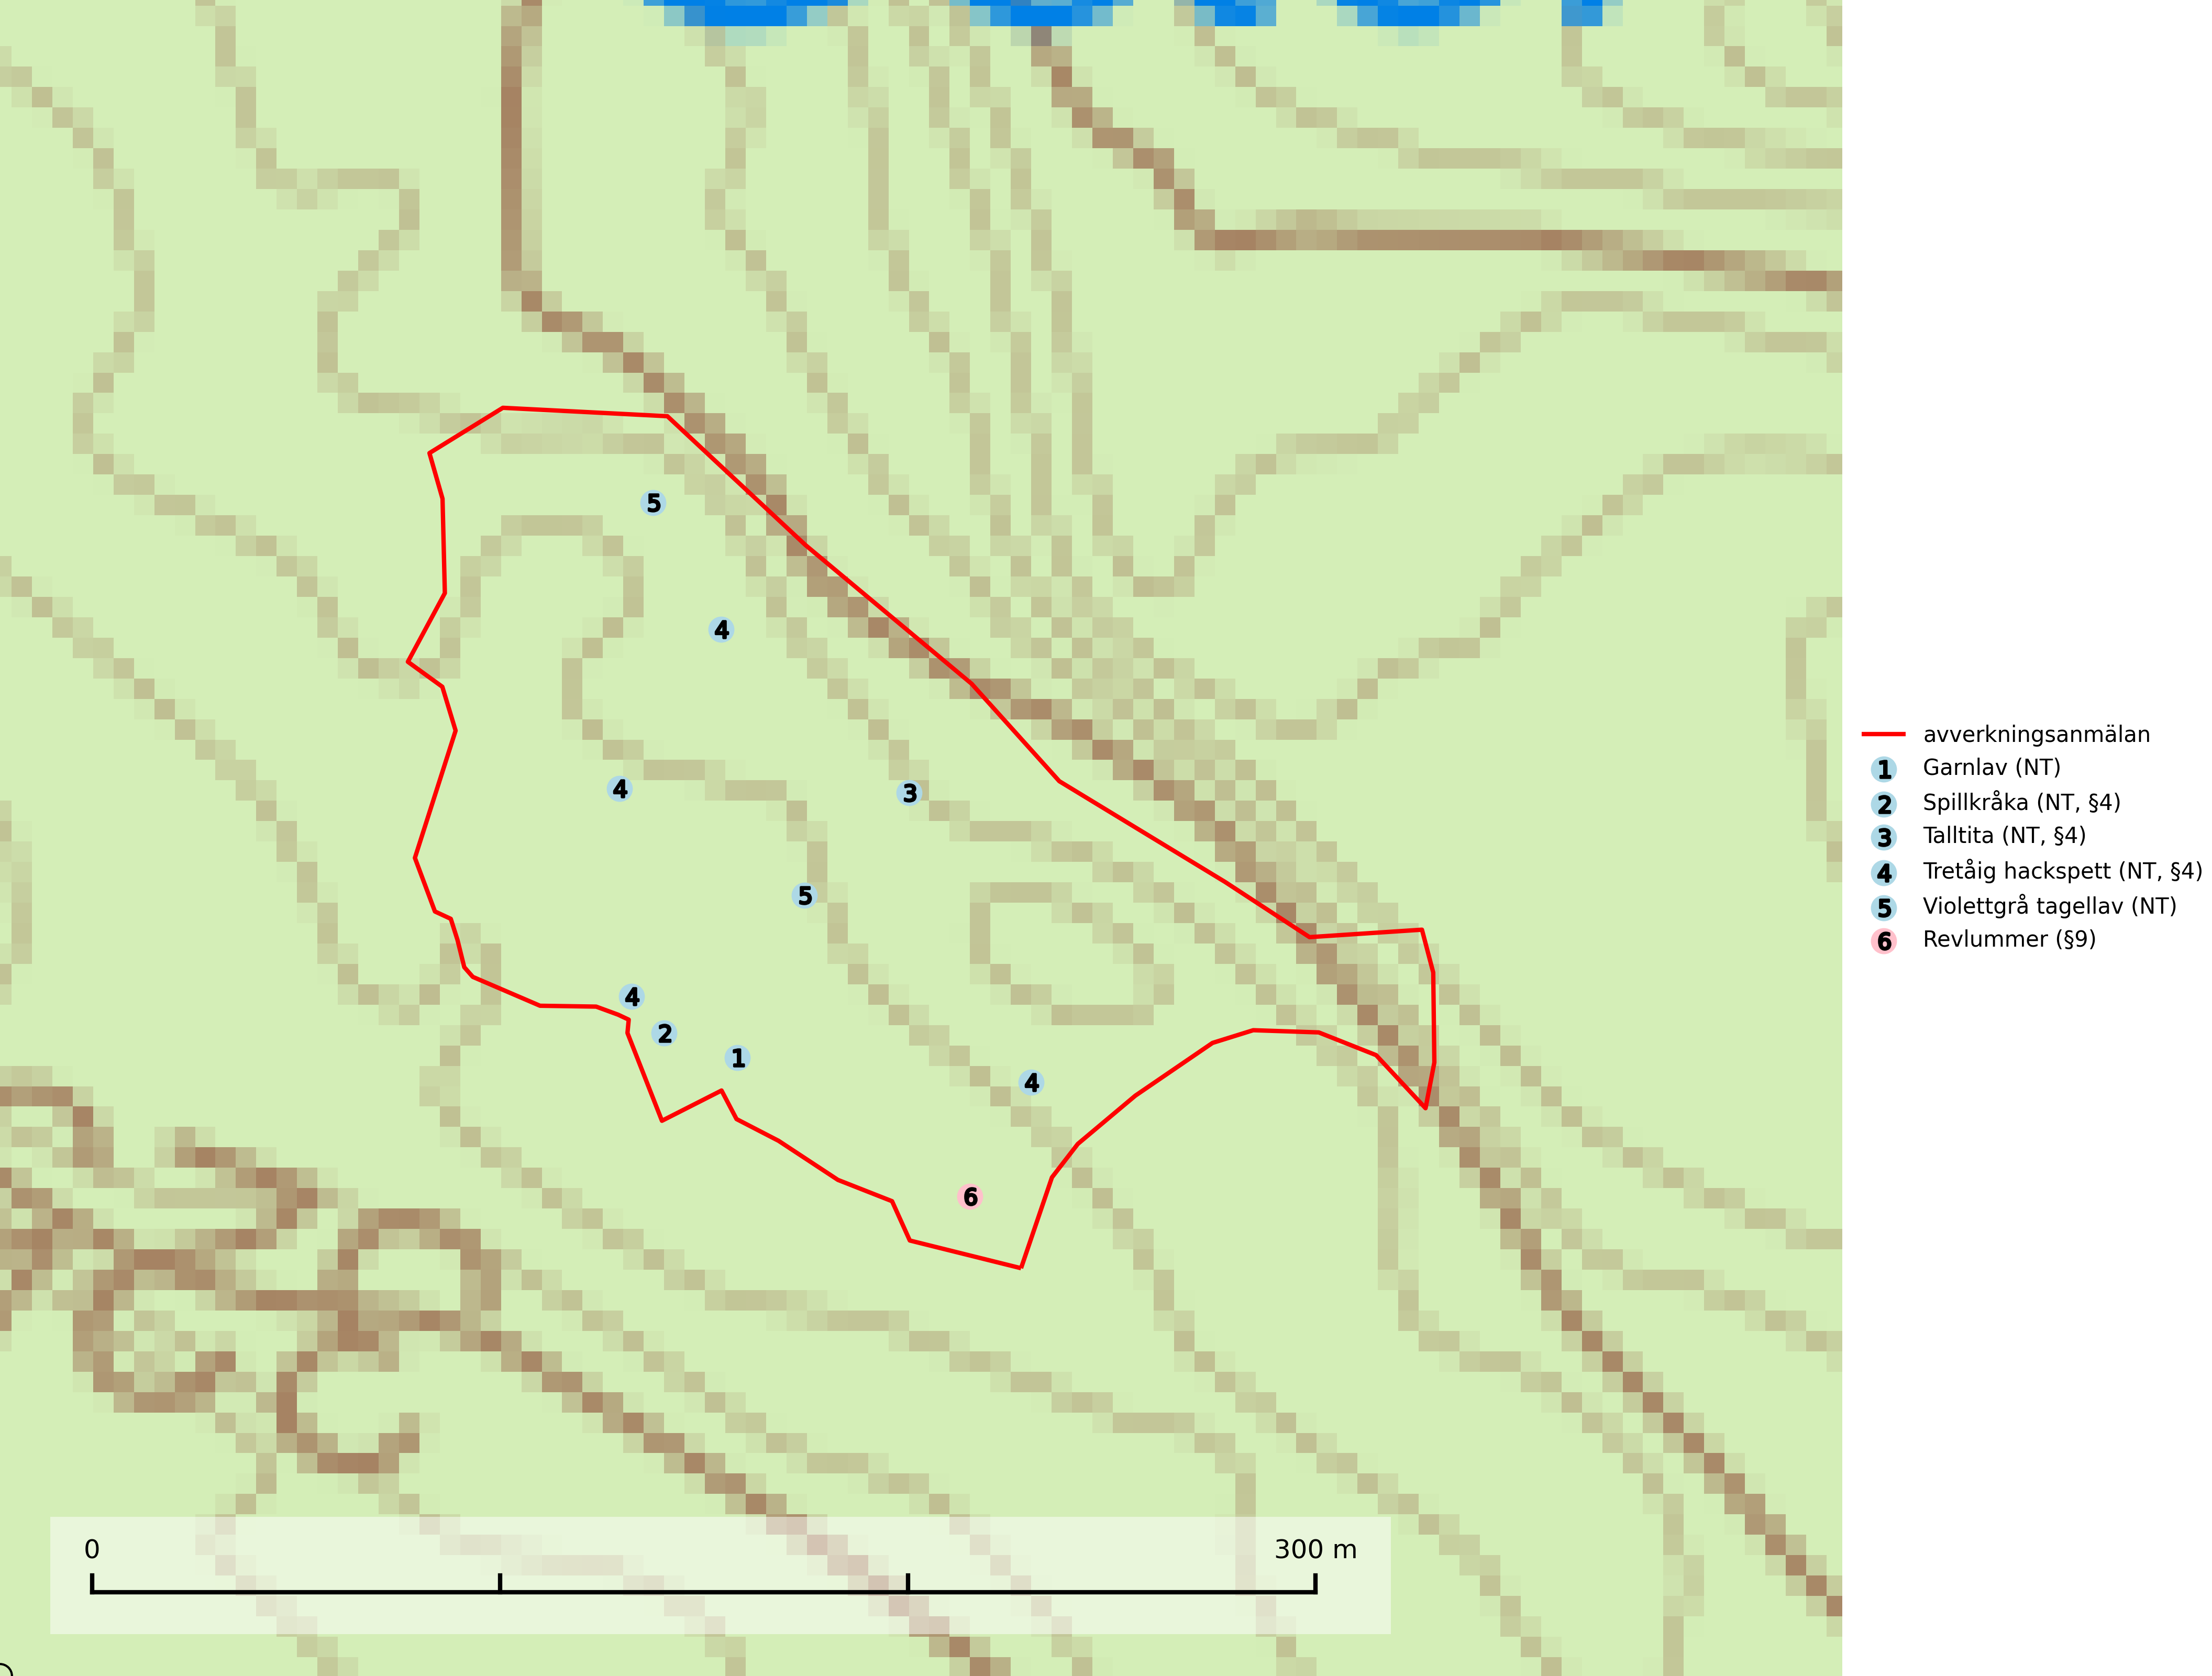 5
4
4
3
5
4
2
1
4
6
0 300 m
avverkningsanmälan
1 Garnlav (NT)
2 Spillkråka (NT, §4)
3 Talltita (NT, §4)
4 Tretåig hackspett (NT, §4)
5 Violettgrå tagellav (NT)
6 Revlummer (§9)